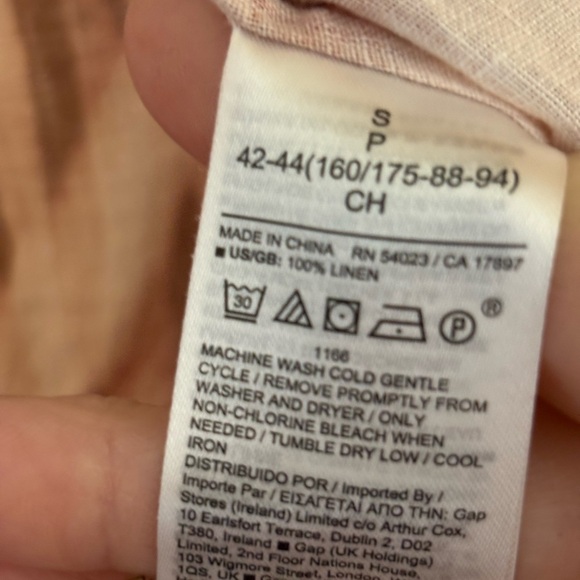 S
P
42-44(160/175-88-94)
CH
MADE IN CHINA RN 54023 / CA 17897
■ US/GB: 100% LINEN
30 P ®
1166
MACHINE WASH COLD GENTLE
CYCLE / REMOVE PROMPTLY FROM
WASHER AND DRYER / ONLY
NON-CHLORINE BLEACH WHEN
NEEDED / TUMBLE DRY LOW / COOL
IRON
DISTRIBUIDO POR / Imported By /
Importe Par / ΕΙΣΑΓΕΤΑΙ ΑΠΟ ΤΗΝ: Gap
Stores (Ireland) Limited c/o Arthur Cox,
10 Earlsfort Terrace, Dublin 2, D02
T380, Ireland ■ Gap (UK Holdings)
Limited, 2nd Floor Nations House,
103 Wigmore Street, London,
1QS, UK ■